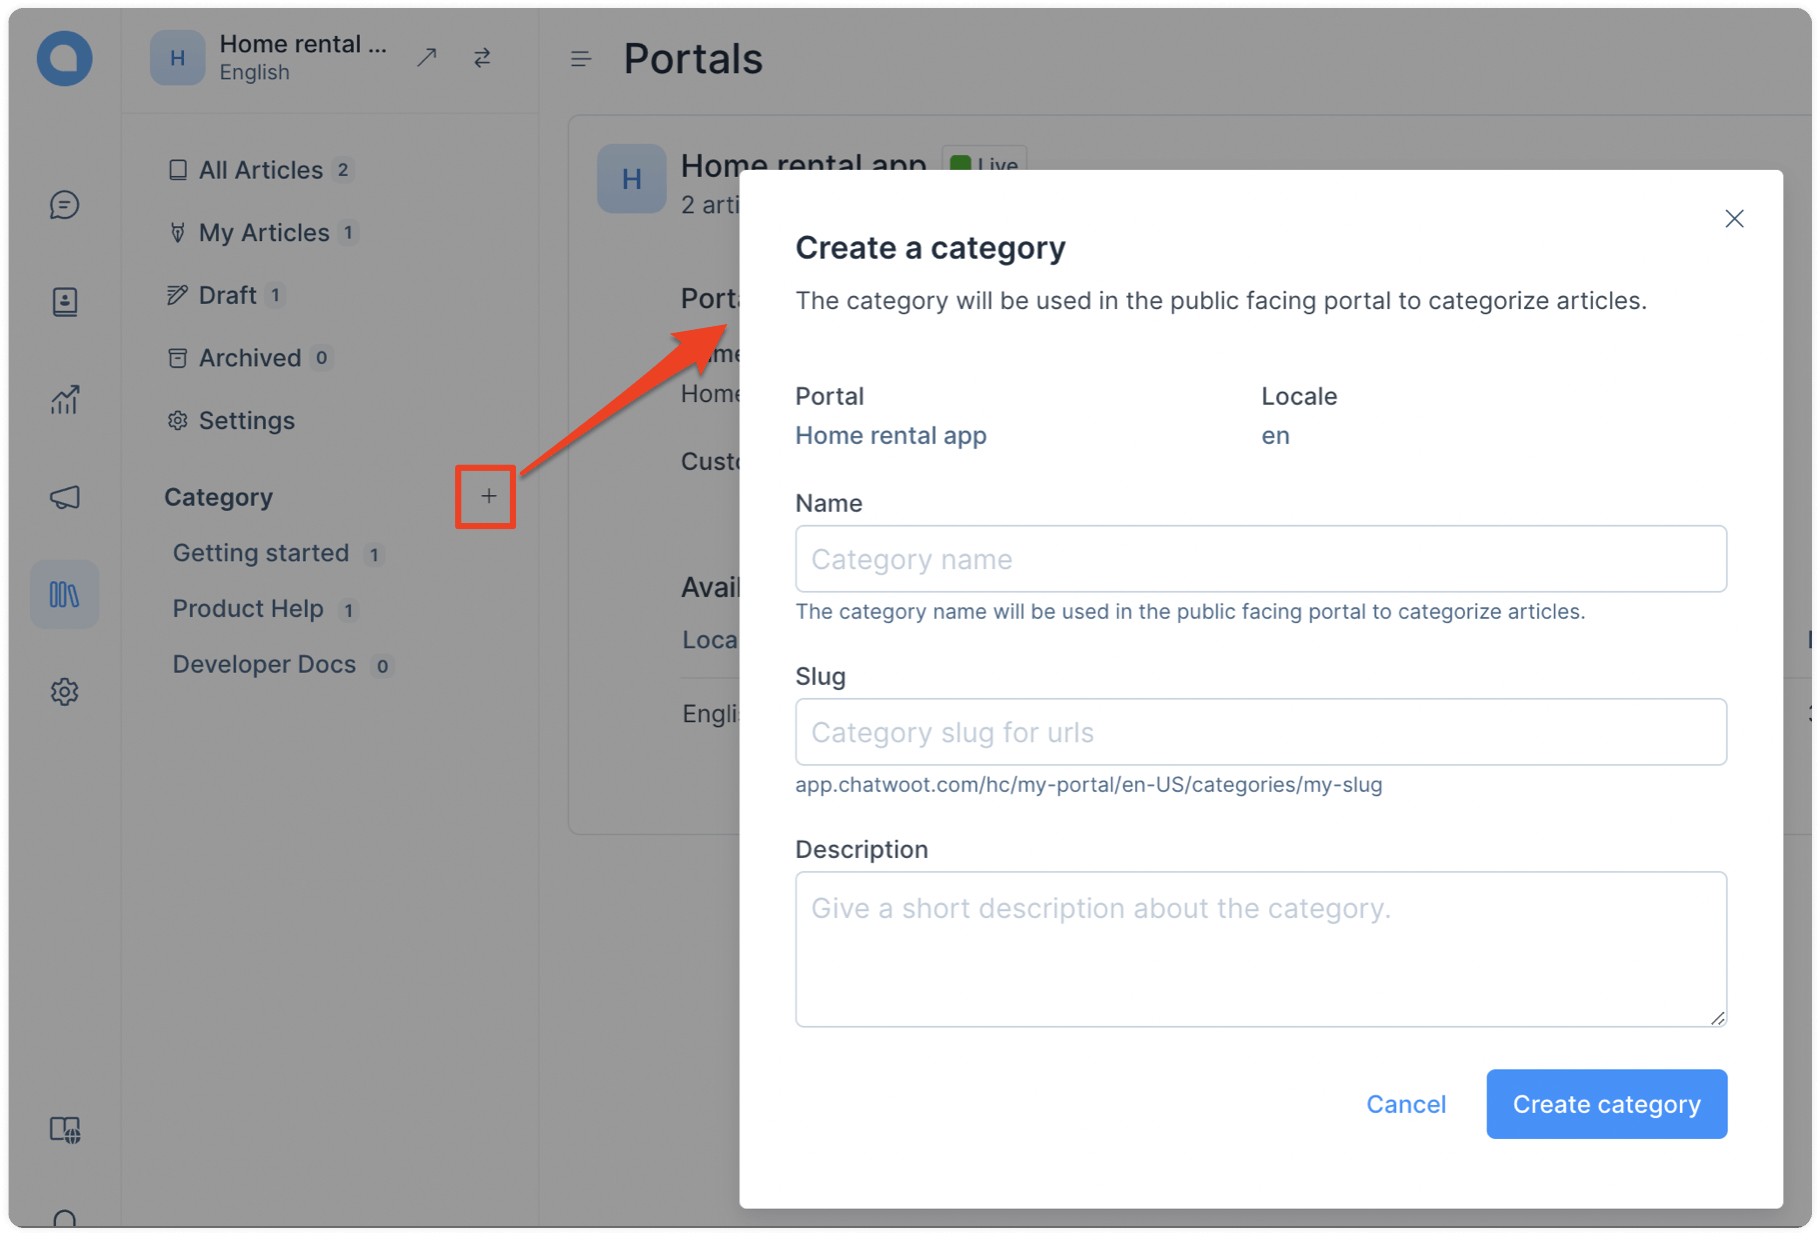 H
Home rental ...
English
Portals
All Articles 2
My Articles 1
Draft 1
Archived 0
Settings
Category +
Getting started 1
Product Help 1
Developer Docs 0
H
Home rental app
Live
2 arti
Porta
Home
Custo
Avail
Loca
Englis
Create a category
The category will be used in the public facing portal to categorize articles.
Portal
Home rental app
Locale
en
Name
Category name
The category name will be used in the public facing portal to categorize articles.
Slug
Category slug for urls
app.chatwoot.com/hc/my-portal/en-US/categories/my-slug
Description
Give a short description about the category.
Cancel
Create category